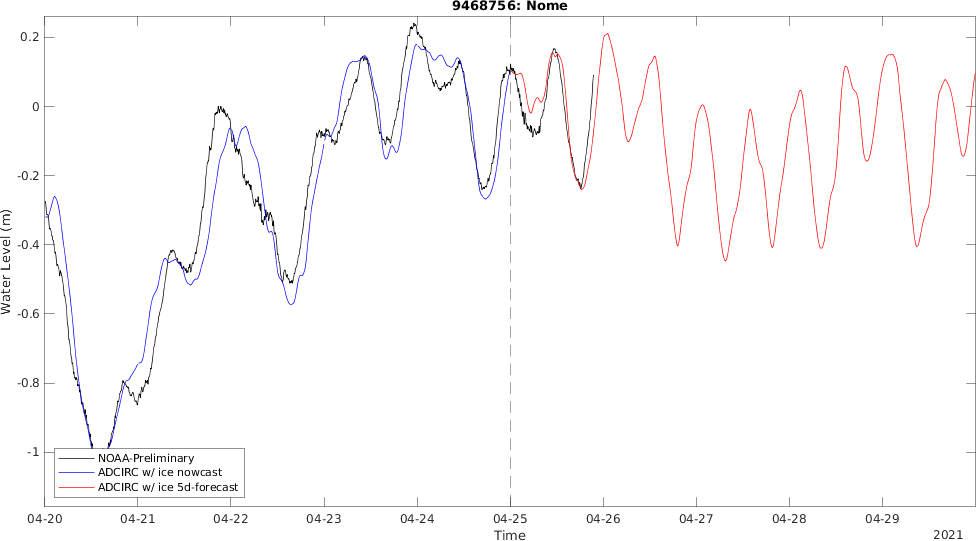 9468756: Nome
0.2
0
-0.2
-0.4
-0.6
-0.8
-1
Water Level (m)
NOAA-Preliminary
ADCIRC w/ ice nowcast
ADCIRC w/ ice 5d-forecast
04-20 04-21 04-22 04-23 04-24 04-25 04-26 04-27 04-28 04-29
Time
2021